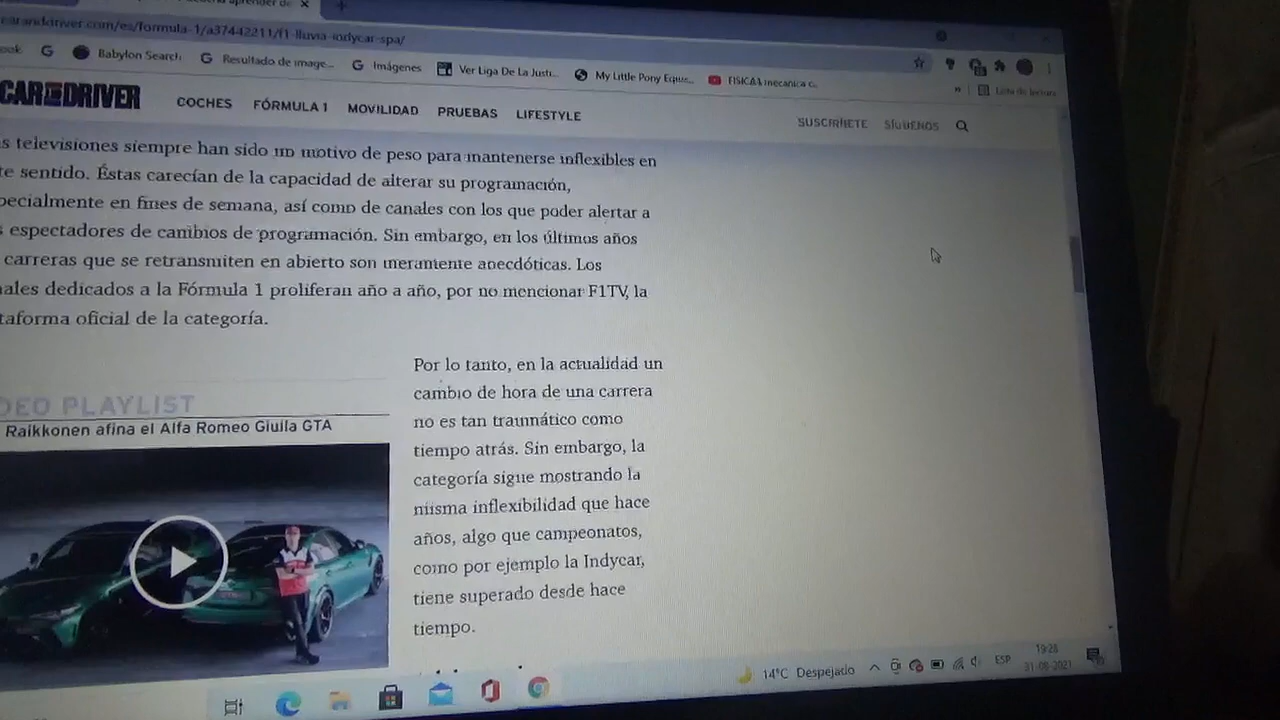 caranddriver.com/es/formula-1/a37442211/f1-lluvia-indycar-spa/
Babylon Search
Resultado de image...
Imágenes
Ver Liga De La Justi...
My Little Pony Eques...
FISICA1 mecanica c...
Lista de lectura
CAR AND DRIVER
COCHES FÓRMULA 1 MOVILIDAD PRUEBAS LIFESTYLE
SUSCRÍBETE SÍGUENOS
s televisiones siempre han sido un motivo de peso para mantenerse inflexibles en
te sentido. Éstas carecían de la capacidad de alterar su programación,
pecialmente en fines de semana, así como de canales con los que poder alertar a
s espectadores de cambios de programación. Sin embargo, en los últimos años
carreras que se retransmiten en abierto son meramente anecdóticas. Los
nales dedicados a la Fórmula 1 proliferan año a año, por no mencionar F1TV, la
taforma oficial de la categoría.
DEO PLAYLIST
Raikkonen afina el Alfa Romeo Giulia GTA
Por lo tanto, en la actualidad un
cambio de hora de una carrera
no es tan traumático como
tiempo atrás. Sin embargo, la
categoría sigue mostrando la
misma inflexibilidad que hace
años, algo que campeonatos,
como por ejemplo la Indycar,
tiene superado desde hace
tiempo.
14°C Despejado
ESP
19:28
31-08-2021